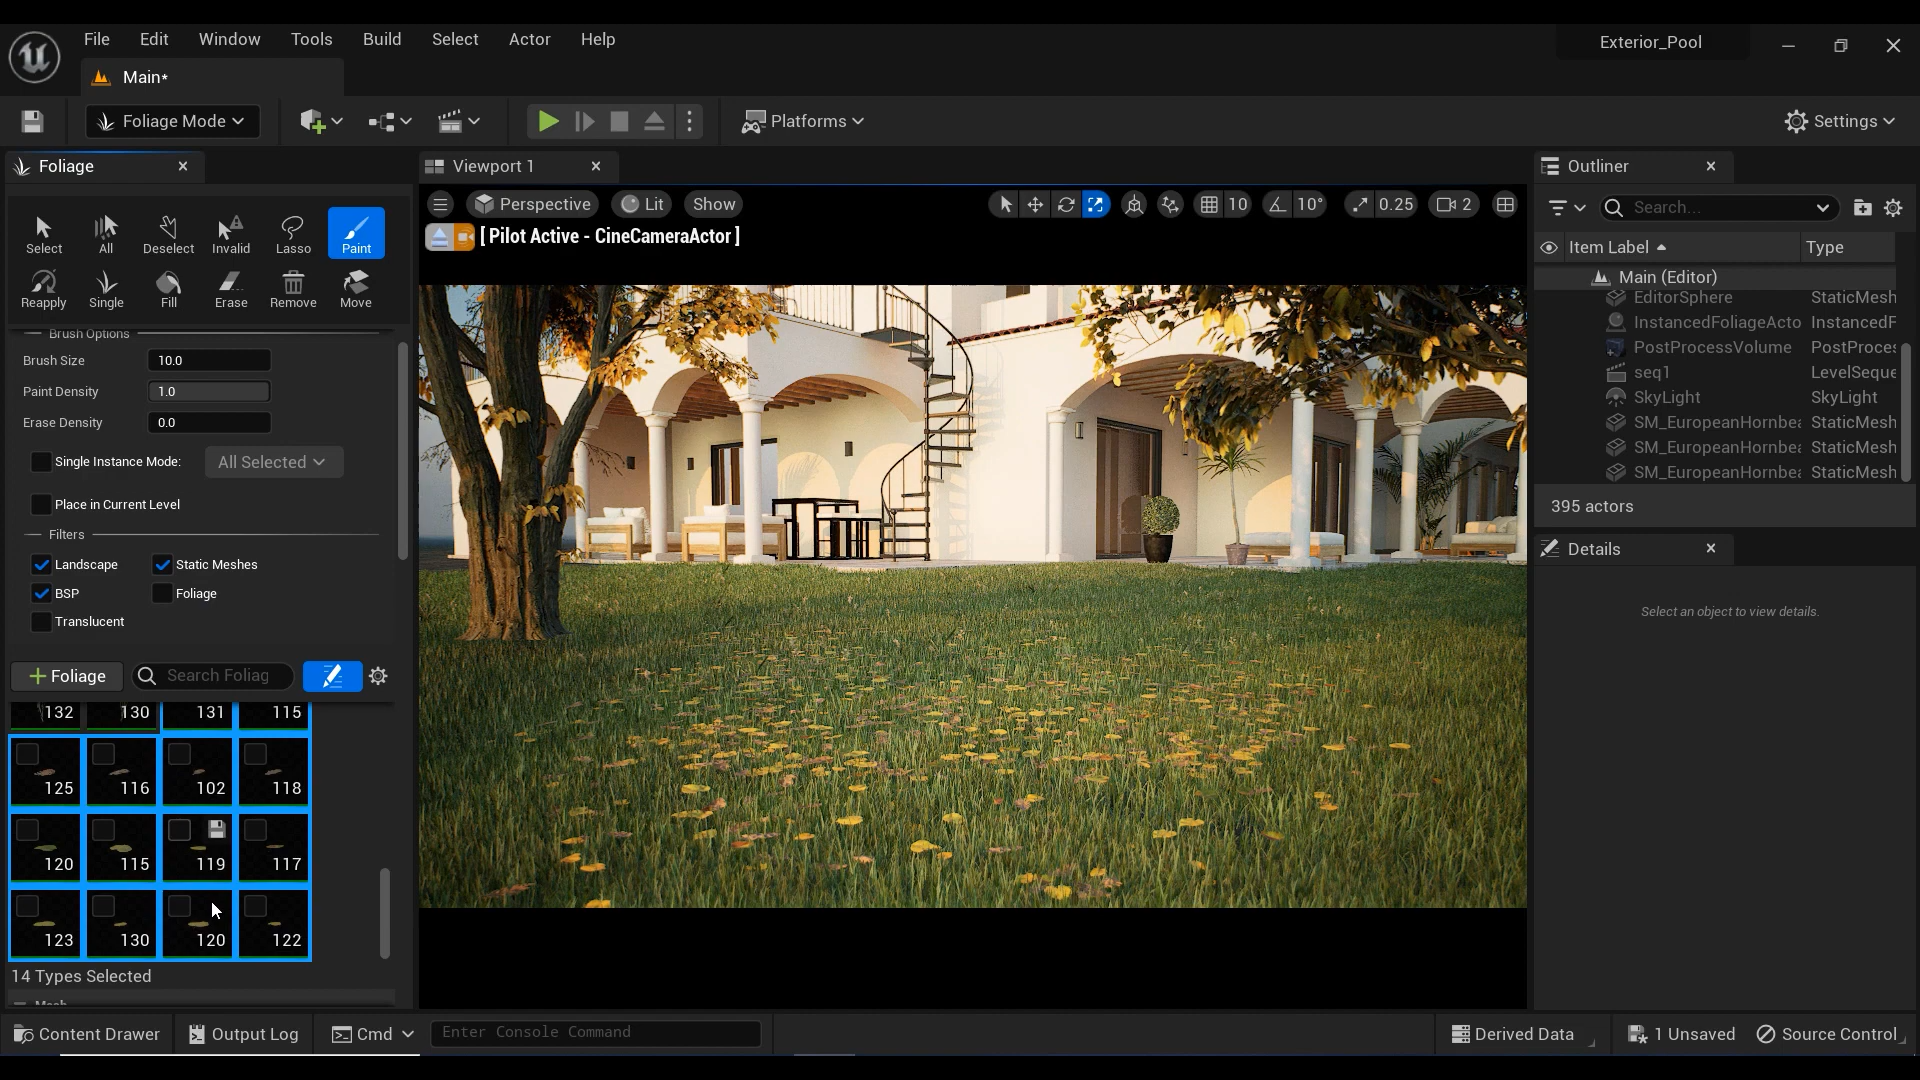 File Edit Window Tools Build Select Actor Help
Exterior_Pool
Main*
Foliage Mode
Platforms
Settings
Foliage
Viewport 1
Outliner
Select All Deselect Invalid Lasso Paint
Reapply Single Fill Erase Remove Move
Perspective Lit Show
10 10° 0.25 2
[ Pilot Active - CineCameraActor ]
Search...
Item Label Type
Main (Editor)
EditorSphere StaticMesh
InstancedFoliageActo InstancedF
PostProcessVolume PostProces
seq1 LevelSeque
SkyLight SkyLight
SM_EuropeanHornbea StaticMesh
SM_EuropeanHornbea StaticMesh
SM_EuropeanHornbea StaticMesh
395 actors
Details
Select an object to view details.
Brush Options
Brush Size 10.0
Paint Density 1.0
Erase Density 0.0
Single Instance Mode: All Selected
Place in Current Level
Filters
Landscape Static Meshes
BSP Foliage
Translucent
+ Foliage Search Foliag
132 130 131 115
125 116 102 118
120 115 119 117
123 130 120 122
14 Types Selected
Mesh
Content Drawer Output Log Cmd Enter Console Command Derived Data 1 Unsaved Source Control